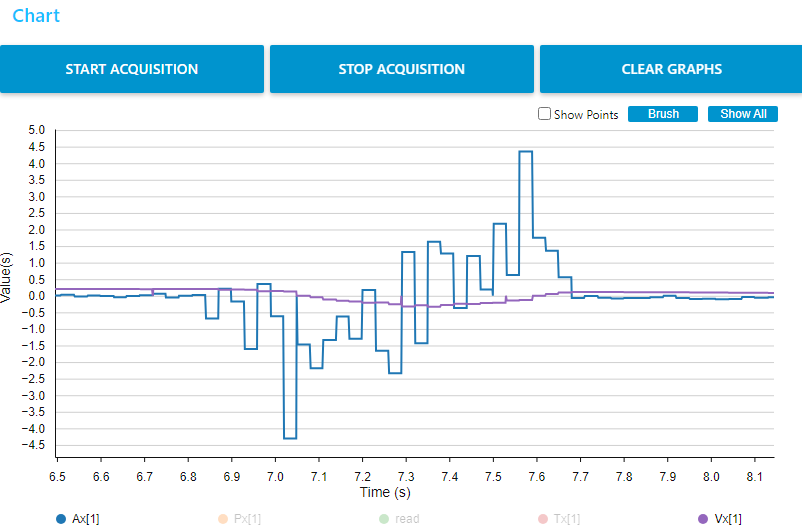 Chart
START ACQUISITION STOP ACQUISITION CLEAR GRAPHS
Show Points Brush Show All
5.0
4.5
4.0
3.5
3.0
2.5
2.0
1.5
1.0
0.5
0.0
−0.5
−1.0
−1.5
−2.0
−2.5
−3.0
−3.5
−4.0
−4.5
Value(s)
6.5 6.6 6.7 6.8 6.9 7.0 7.1 7.2 7.3 7.4 7.5 7.6 7.7 7.8 7.9 8.0 8.1
Time (s)
Ax[1] Px[1] read Tx[1] Vx[1]